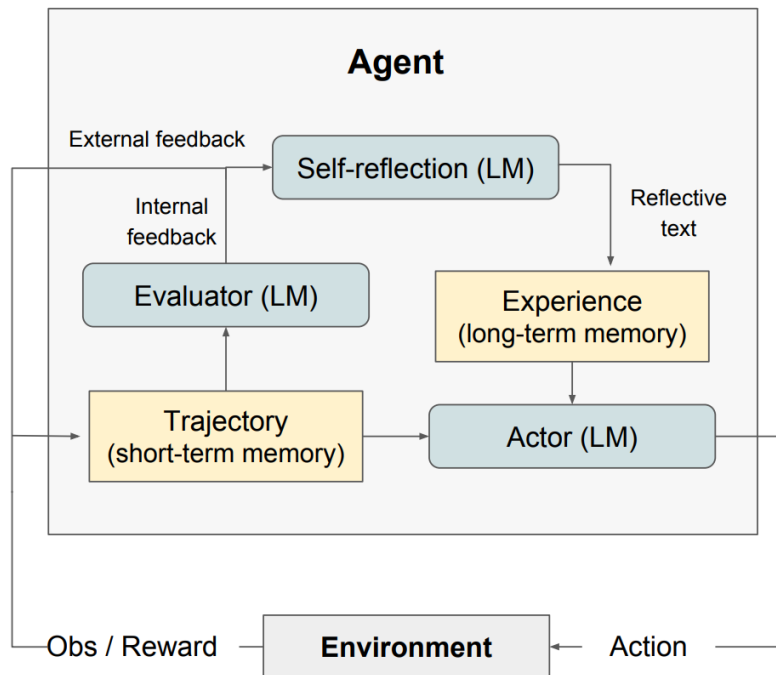 Agent
External feedback
Self-reflection (LM)
Internal
feedback
Reflective
text
Evaluator (LM)
Experience
(long-term memory)
Trajectory
(short-term memory)
Actor (LM)
Obs / Reward
Environment
Action